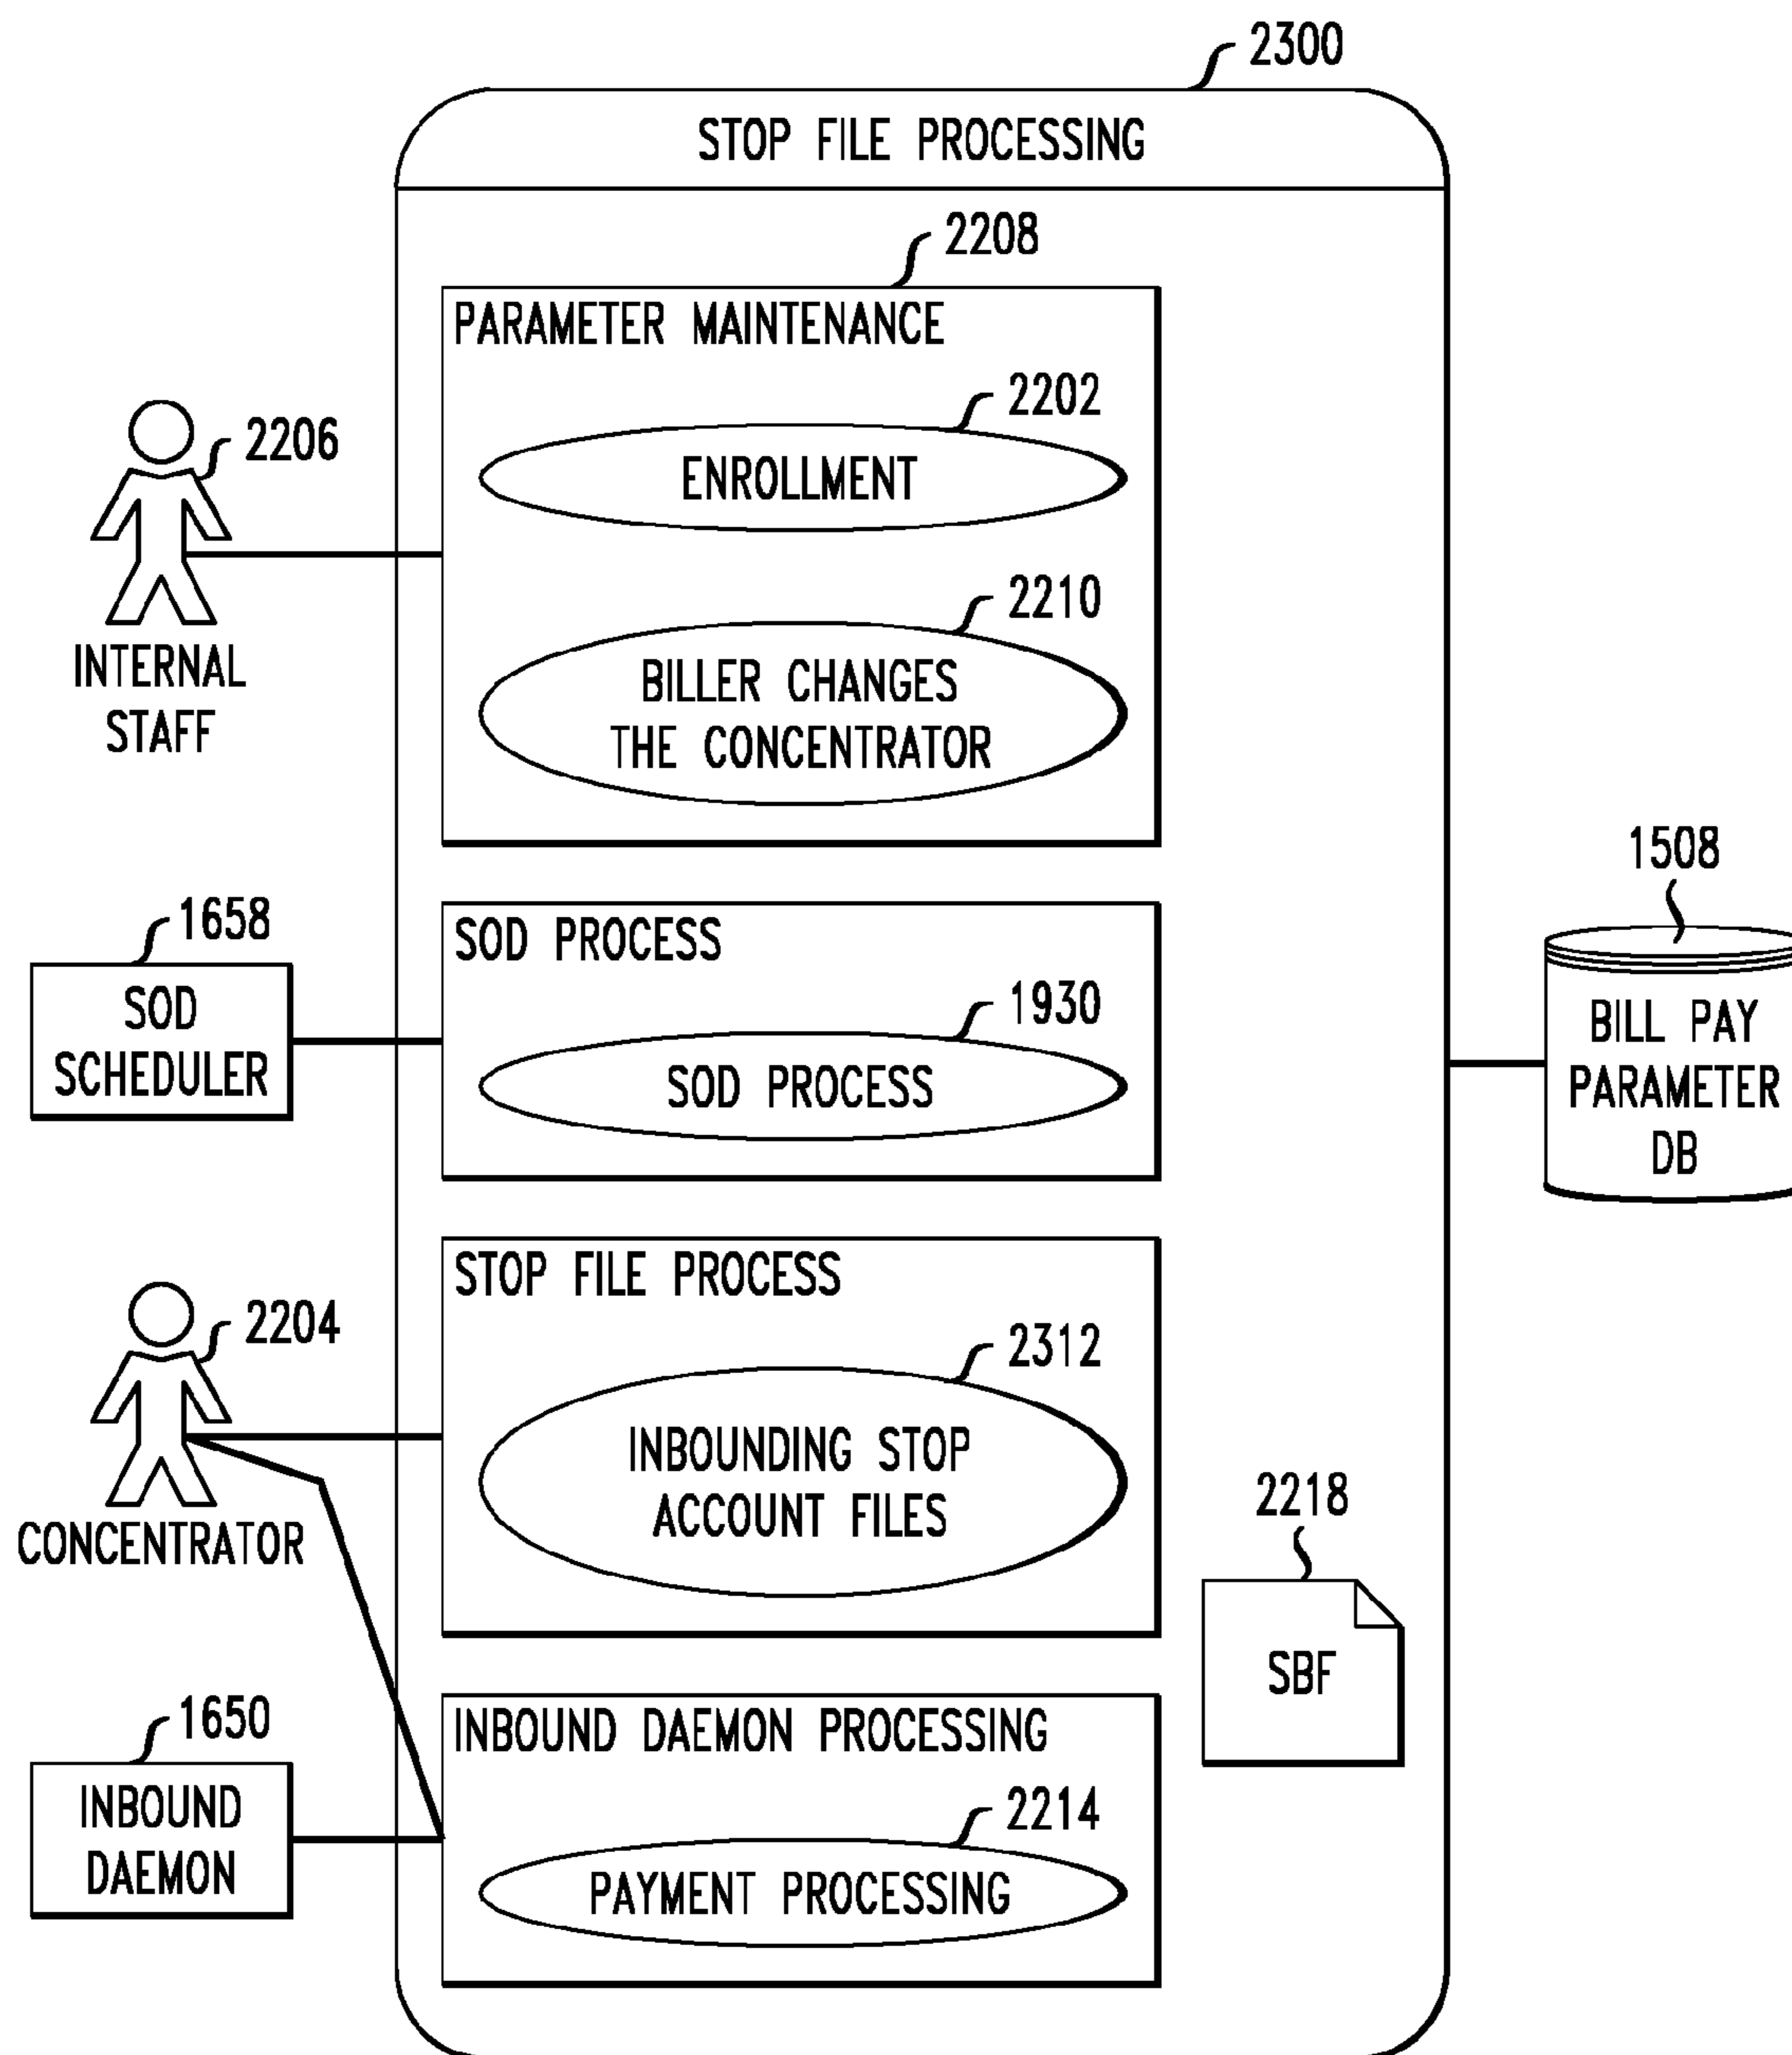 2300
STOP FILE PROCESSING
2208
PARAMETER MAINTENANCE
2202
ENROLLMENT
2206
INTERNAL
STAFF
2210
BILLER CHANGES
THE CONCENTRATOR
1508
BILL PAY
PARAMETER
DB
1658
SOD
SCHEDULER
SOD PROCESS
1930
SOD PROCESS
STOP FILE PROCESS
2204
CONCENTRATOR
2312
INBOUNDING STOP
ACCOUNT FILES
2218
SBF
1650
INBOUND
DAEMON
INBOUND DAEMON PROCESSING
2214
PAYMENT PROCESSING